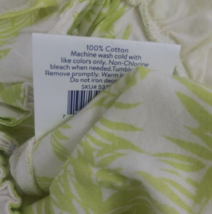 100% Cotton
Machine wash cold with
like colors only. Non-Chlorine
bleach when needed. Tumble
Remove promptly. Warm
Do not iron
SKU#